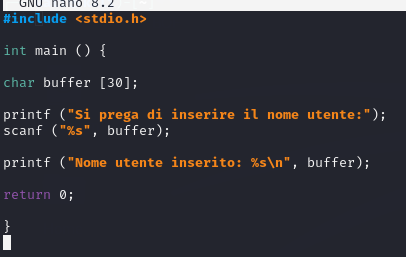 GNU nano 8.2
#include <stdio.h>
int main () {
char buffer [30];
printf ("Si prega di inserire il nome utente:");
scanf ("%s", buffer);
printf ("Nome utente inserito: %s\n", buffer);
return 0;
}